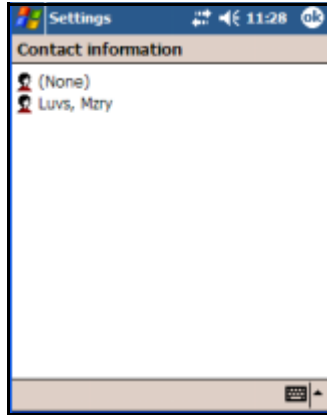 Settings 11:28 ok
Contact information
(None)
Luvs, Mzry